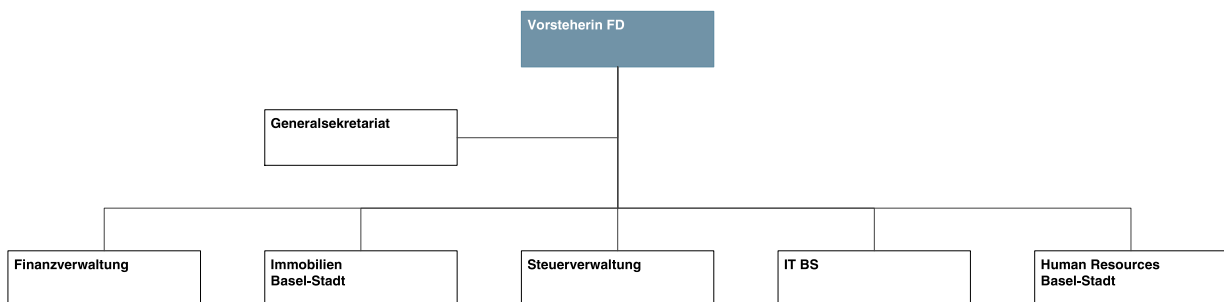 Vorsteherin FD
Generalsekretariat
Finanzverwaltung
Immobilien
Basel-Stadt
Steuerverwaltung
IT BS
Human Resources
Basel-Stadt